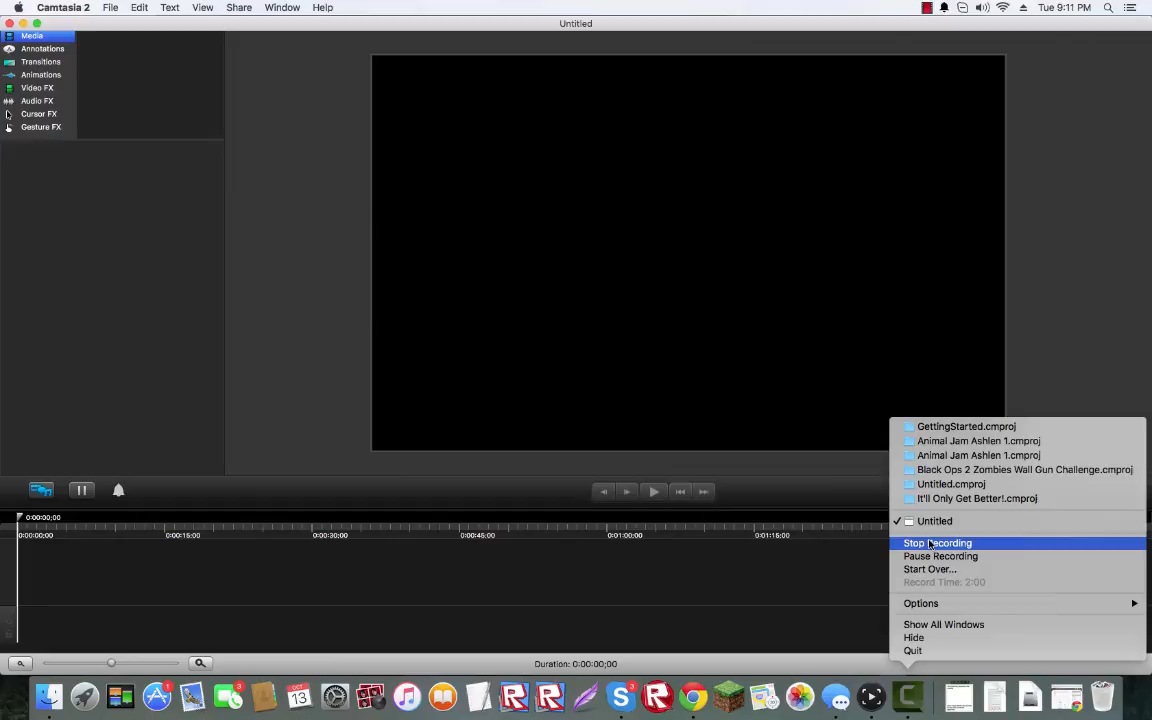 Camtasia 2 File Edit Text View Share Window Help Tue 9:11 PM
Untitled
Media
Annotations
Transitions
Animations
Video FX
Audio FX
Cursor FX
Gesture FX
GettingStarted.cmproj
Animal Jam Ashlen 1.cmproj
Animal Jam Ashlen 1.cmproj
Black Ops 2 Zombies Wall Gun Challenge.cmproj
Untitled.cmproj
It'll Only Get Better!.cmproj
Untitled
Stop Recording
Pause Recording
Start Over...
Record Time: 2:00
Options
Show All Windows
Hide
Quit
0:00:00;00
0:00:00;00 0:00:15;00 0:00:30;00 0:00:45;00 0:01:00;00 0:01:15;00
Duration: 0:00:00;00
1
3
OCT
13
3